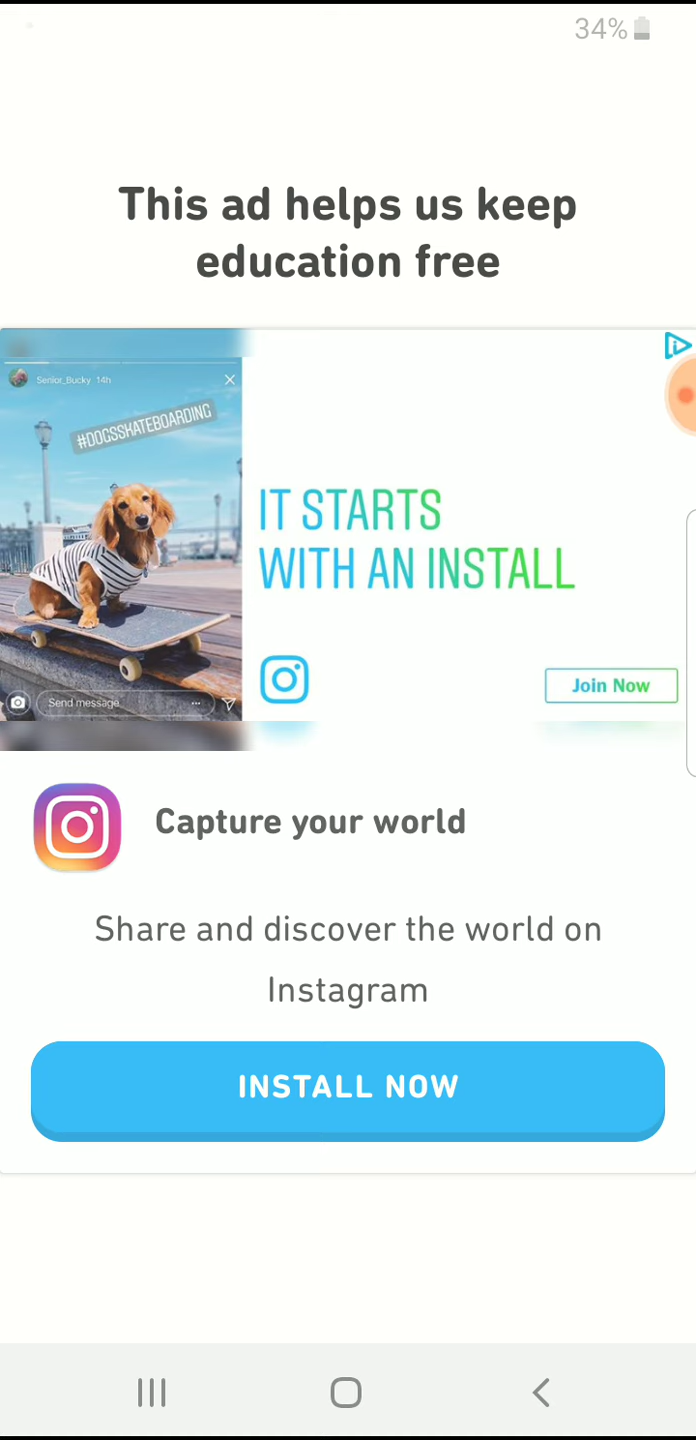 34%
This ad helps us keep
education free
Senior_Bucky 14h
#DOGSSKATEBOARDING
IT STARTS
WITH AN INSTALL
Join Now
Send message
Capture your world
Share and discover the world on
Instagram
INSTALL NOW